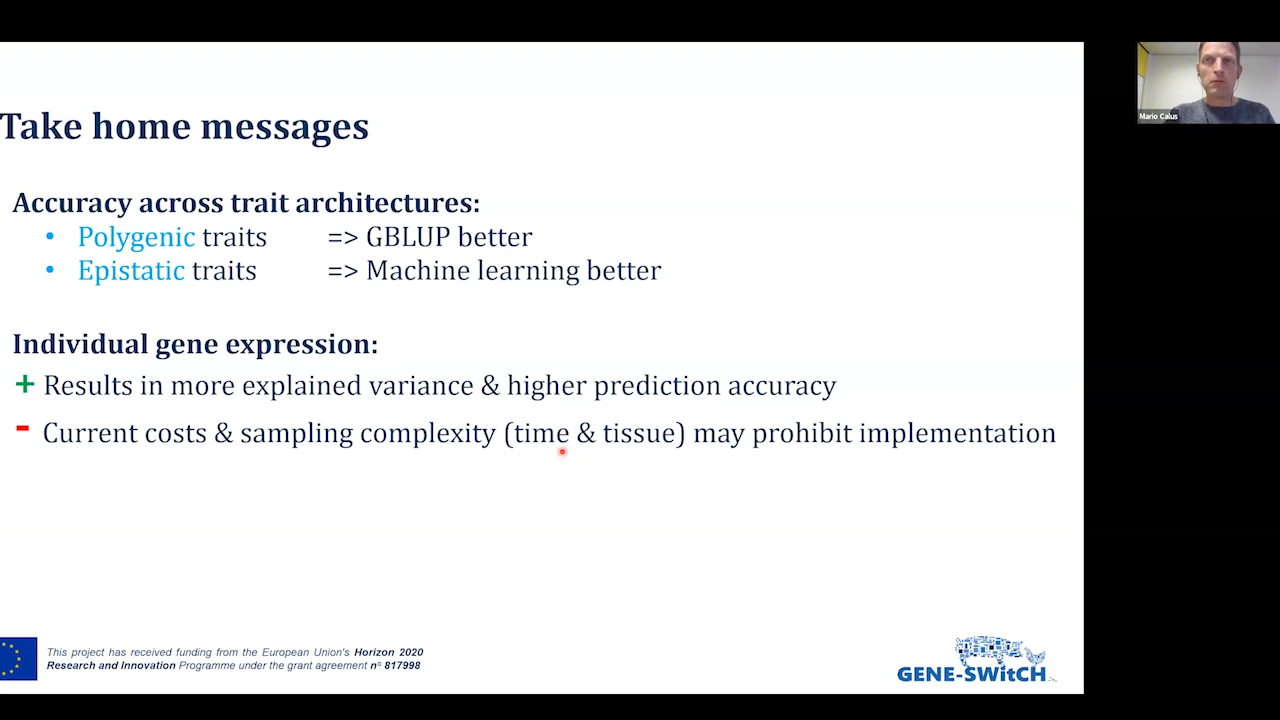 Mario Calus
Take home messages
Accuracy across trait architectures:
• Polygenic traits => GBLUP better
• Epistatic traits => Machine learning better
Individual gene expression:
+ Results in more explained variance & higher prediction accuracy
- Current costs & sampling complexity (time & tissue) may prohibit implementation
This project has received funding from the European Union's Horizon 2020
Research and Innovation Programme under the grant agreement n° 817998
GENE-SWitCH